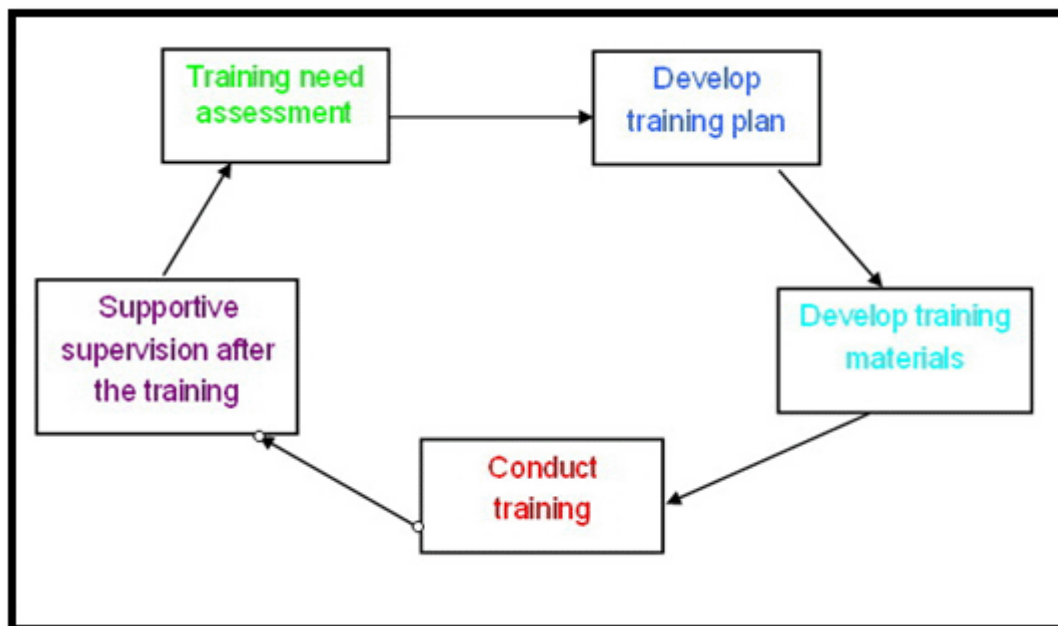 Training need
assessment
Develop
training plan
Develop training
materials
Conduct
training
Supportive
supervision after
the training